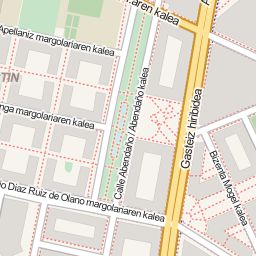 aren kalea
Apellaniz margolariaren kalea
TIN
nga margolariaren kalea
Calle Abendaño / Abendaño kalea
Gasteiz hiribidea
Bizenta Mogel kalea
o Diaz Ruiz de Olano margolariaren kalea